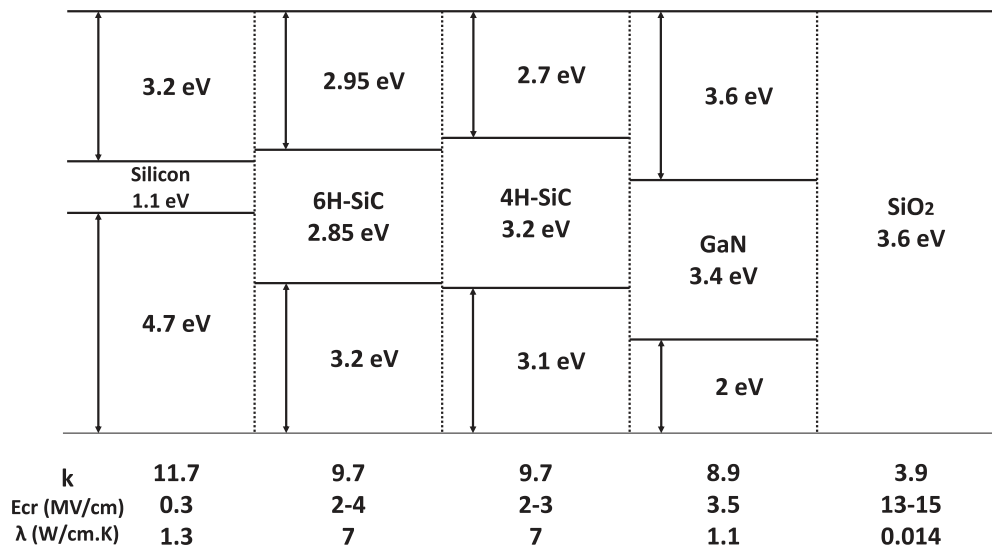 3.2 eV
2.95 eV
2.7 eV
3.6 eV
Silicon
1.1 eV
6H-SiC
2.85 eV
4H-SiC
3.2 eV
GaN
3.4 eV
SiO₂
3.6 eV
4.7 eV
3.2 eV
3.1 eV
2 eV
k 11.7 9.7 9.7 8.9 3.9
Ecr (MV/cm) 0.3 2-4 2-3 3.5 13-15
λ (W/cm.K) 1.3 7 7 1.1 0.014